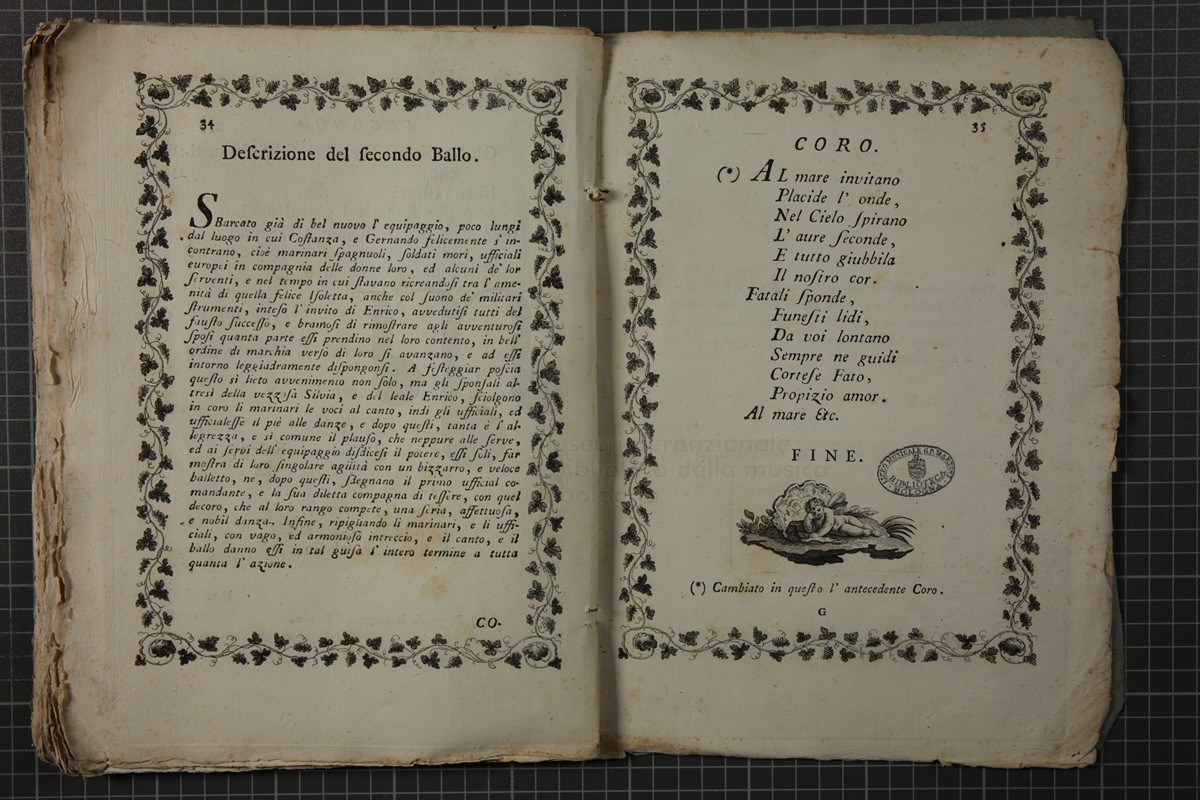 34
Deſcrizione del ſecondo Ballo.
SBarcato già di bel nuovo l' equipaggio, poco lungi
dal luogo in cui Coſtanza, e Gernando felicemente s' in-
contrano, cioè marinari ſpagnuoli, ſoldati mori, ufficiali
europei in compagnia delle donne loro, ed alcuni de' lor
ſerventi, e nel tempo in cui ſtavano ricreandoſi tra l' ame-
nità di quella felice Iſoletta, anche col ſuono de' militari
ſtrumenti, inteſo l' invito di Enrico, avvedutiſi tutti del
fauſto ſucceſſo, e bramoſi di rimoſtrare agli avventuroſi
ſpoſi quanta parte eſſi prendino nel loro contento, in bell'
ordine di marchia verſo di loro ſi avanzano, e ad eſſi
intorno leggiadramente diſpongonſi. A feſteggiar poſcia
queſto sì lieto avvenimento non ſolo, ma gli ſponſali al-
tresì della vezzoſa Silvia, e del leale Enrico, ſciolgono
in coro li marinari le voci al canto, indi gli ufficiali, ed
ufficialeſſe il piè alle danze, e dopo queſti, tanta è l' al-
legrezza, e sì comune il plauſo, che neppure alle ſerve,
ed ai ſervi dell' equipaggio diſdiceſi il potere, eſſi ſoli, far
moſtra di loro ſingolare agilità con un bizzarro, e veloce
balletto, ne, dopo queſti, ſdegnano il primo ufficial co-
mandante, e la ſua diletta compagna di teſſere, con quel
decoro, che al loro rango compete, una ſeria, affettuoſa,
e nobil danza. Infine, ripigliando li marinari, e li uffi-
ciali, con vago, ed armonioſo intreccio, e il canto, e il
ballo danno eſſi in tal guiſa l' intero termine a tutta
quanta l' azione.
CO-
35
CORO.
(*) AL mare invitano
Placide l' onde,
Nel Cielo ſpirano
L' aure ſeconde,
E tutto giubbila
Il noſtro cor.
Fatali ſponde,
Funeſti lidi,
Da voi lontano
Sempre ne guidi
Corteſe Fato,
Propizio amor.
Al mare &c.
FINE.
BIBLIOTECA
BOLOGNA
museo internazionale
e biblioteca della musica
(*) Cambiato in queſto l' antecedente Coro.
G